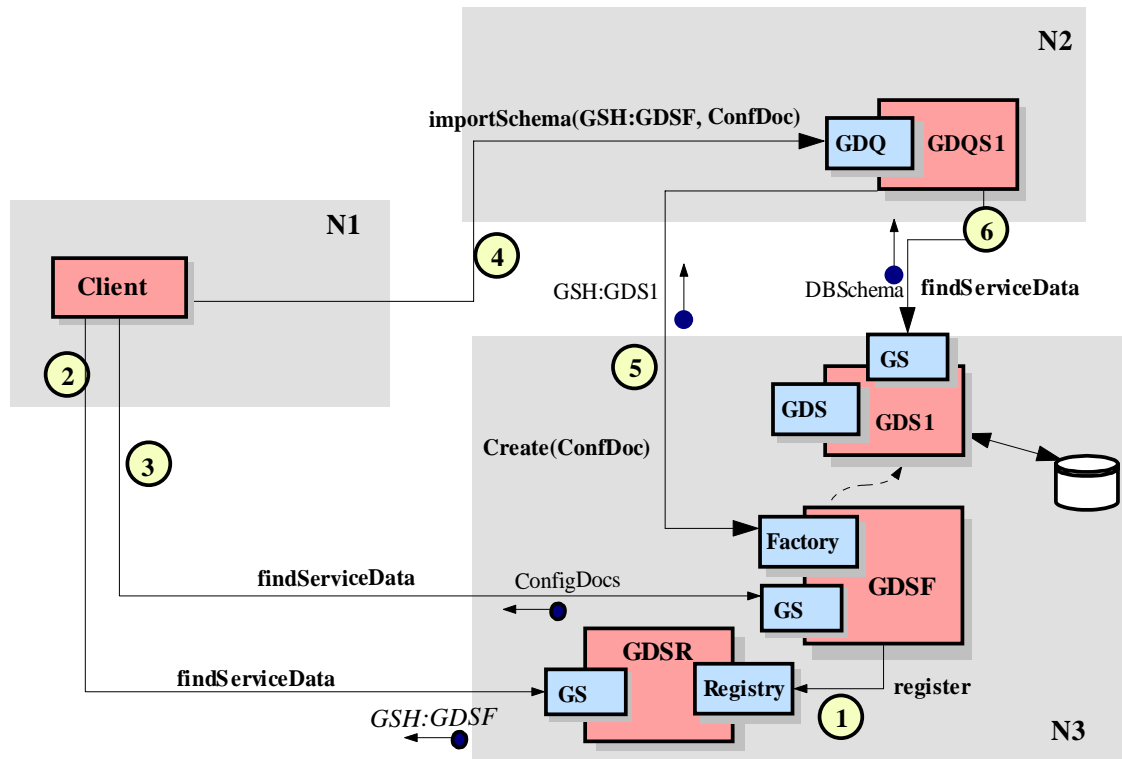 N2
importSchema(GSH:GDSF, ConfDoc)
GDQ
GDQS1
N1
6
4
Client
GSH:GDS1
DBSchema
findServiceData
2
5
GS
GDS
GDS1
3
Create(ConfDoc)
Factory
GDSF
findServiceData
ConfigDocs
GS
GDSR
findServiceData
GS
Registry
register
1
GSH:GDSF
N3